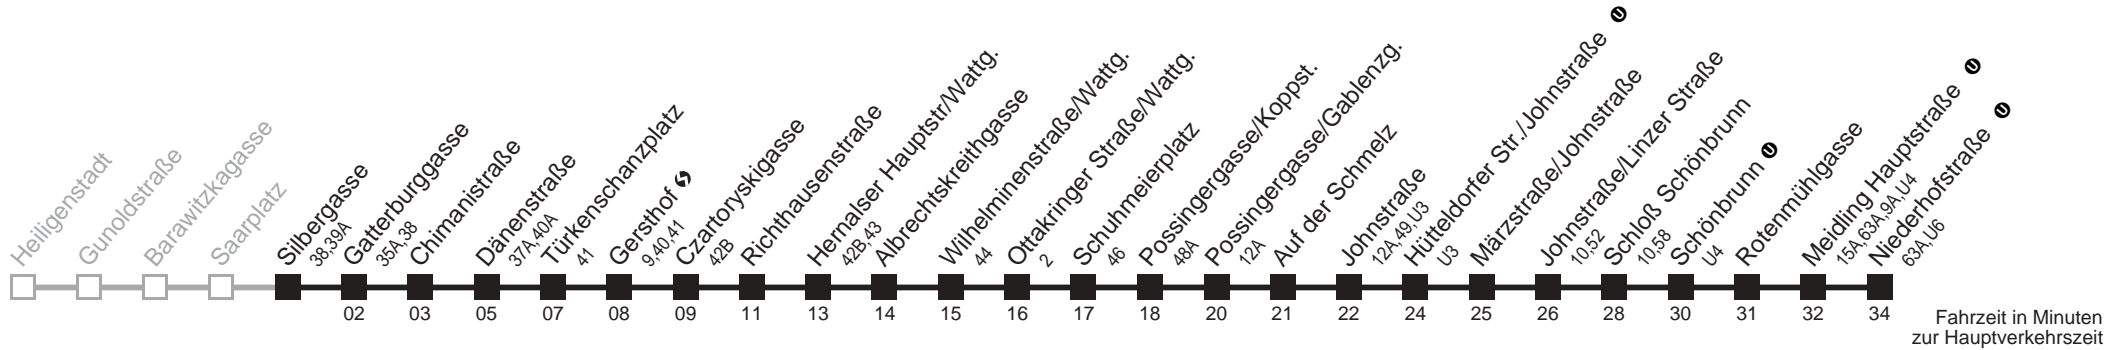 Heiligenstadt
Gunoldstraße
Barawitzkagasse
Saarplatz
Silbergasse
38,39A
Gatterburggasse
35A,38
Chimanistraße
Dänenstraße
37A,40A
Türkenschanzplatz
41
Gersthof
9,40,41
Czartoryskigasse
42B
Richthausenstraße
Hernalser Hauptstr/Wattg.
42B,43
Albrechtskreithgasse
Wilhelminenstraße/Wattg.
44
Ottakringer Straße/Wattg.
2
Schuhmeierplatz
46
Possingergasse/Koppst.
48A
Possingergasse/Gablenzg.
12A
Auf der Schmelz
Johnstraße
12A,49,U3
Hütteldorfer Str./Johnstraße U
U3
Märzstraße/Johnstraße
Johnstraße/Linzer Straße
10,52
Schloß Schönbrunn
10,58
Schönbrunn U
U4
Rotenmühlgasse
Meidling Hauptstraße U
15A,63A,9A,U4
Niederhofstraße U
63A,U6
02 03 05 07 08 09 11 13 14 15 16 17 18 20 21 22 24 25 26 28 30 31 32 34
Fahrzeit in Minuten
zur Hauptverkehrszeit